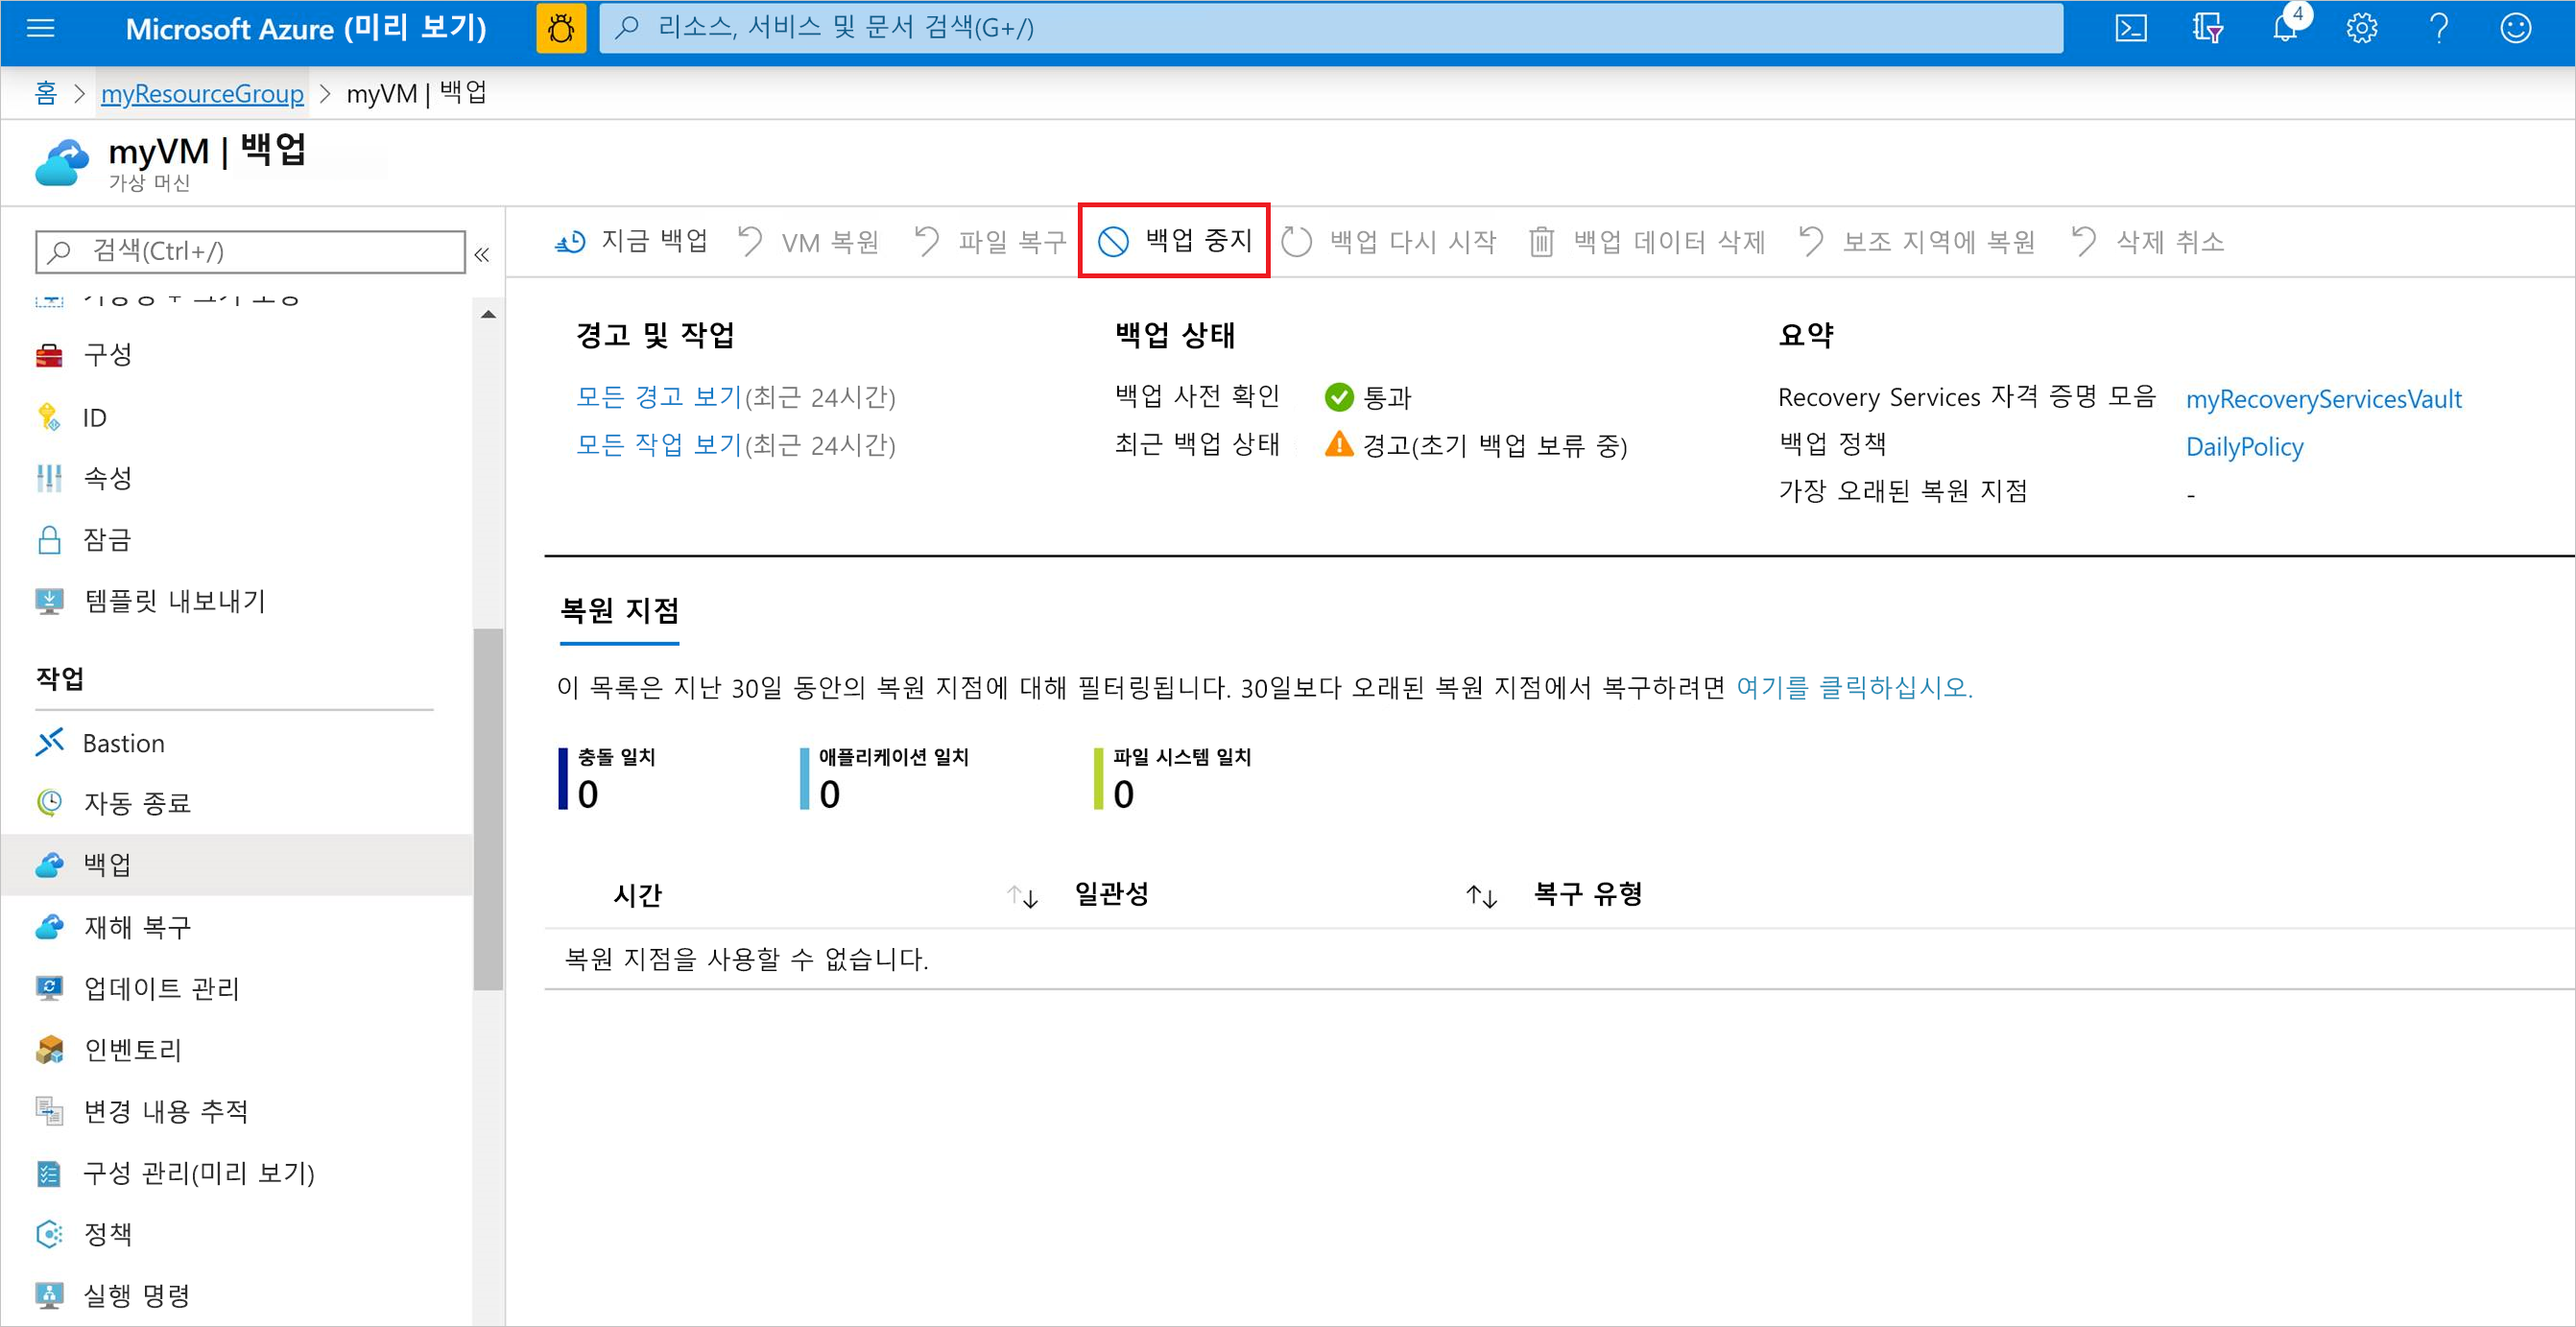 Microsoft Azure (미리 보기)
리소스, 서비스 및 문서 검색(G+/)
4
홈 > myResourceGroup > myVM | 백업
myVM | 백업
가상 머신
검색(Ctrl+/)
«
지금 백업
VM 복원
파일 복구
백업 중지
백업 다시 시작
백업 데이터 삭제
보조 지역에 복원
삭제 취소
구성
ID
속성
잠금
템플릿 내보내기
작업
Bastion
자동 종료
백업
재해 복구
업데이트 관리
인벤토리
변경 내용 추적
구성 관리(미리 보기)
정책
실행 명령
경고 및 작업
모든 경고 보기(최근 24시간)
모든 작업 보기(최근 24시간)
백업 상태
백업 사전 확인 통과
최근 백업 상태 경고(초기 백업 보류 중)
요약
Recovery Services 자격 증명 모음 myRecoveryServicesVault
백업 정책 DailyPolicy
가장 오래된 복원 지점 -
복원 지점
이 목록은 지난 30일 동안의 복원 지점에 대해 필터링됩니다. 30일보다 오래된 복원 지점에서 복구하려면 여기를 클릭하십시오.
충돌 일치
0
애플리케이션 일치
0
파일 시스템 일치
0
시간 ↑↓ 일관성 ↑↓ 복구 유형
복원 지점을 사용할 수 없습니다.